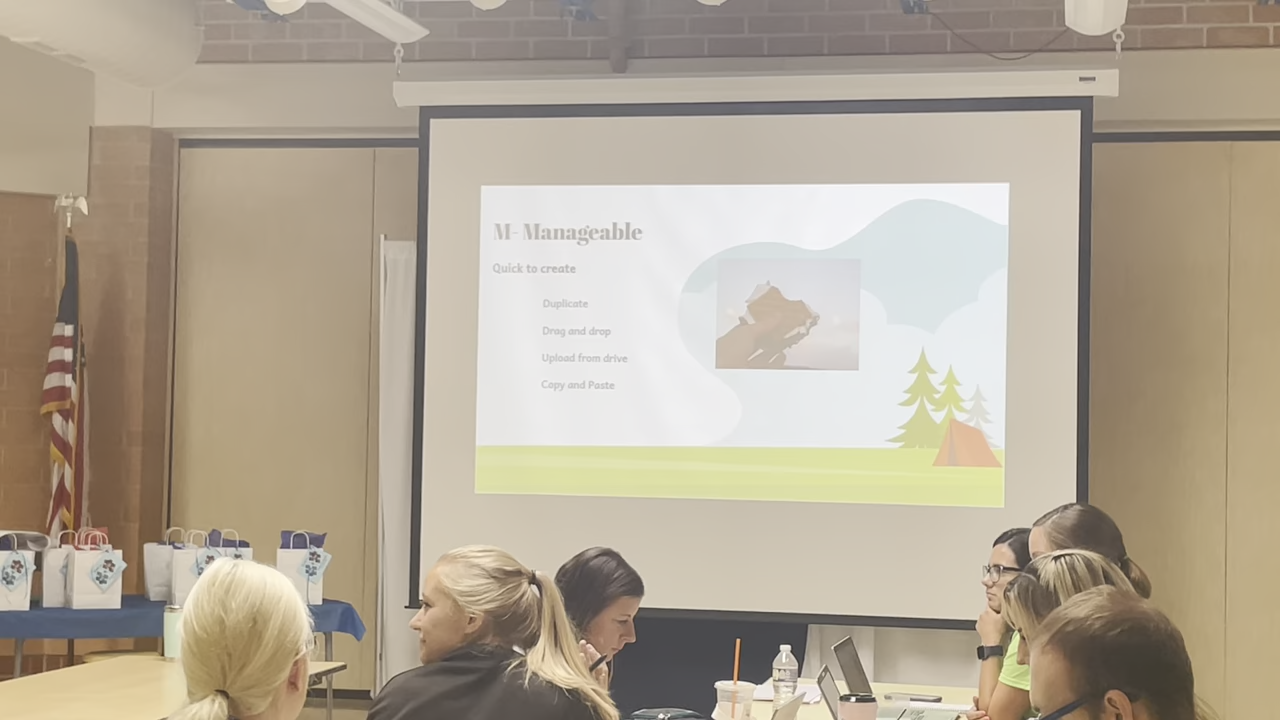 M- Manageable
Quick to create
Duplicate
Drag and drop
Upload from drive
Copy and Paste